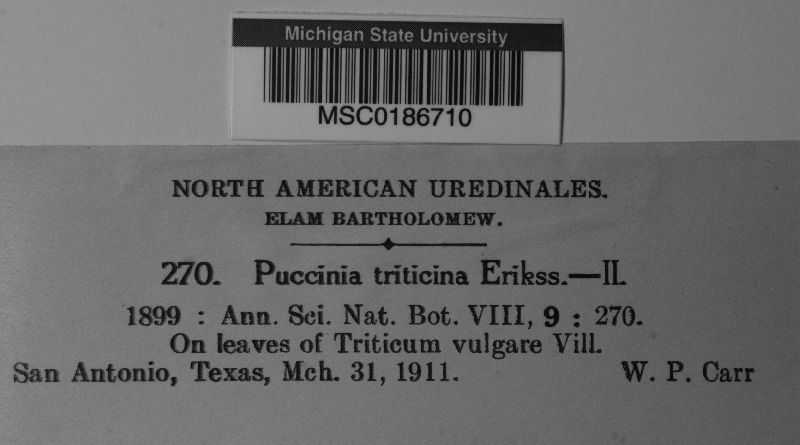 Michigan State University
MSC0186710
NORTH AMERICAN UREDINALES.
ELAM BARTHOLOMEW.
270. Puccinia triticina Erikss.—II.
1899 : Ann. Sci. Nat. Bot. VIII, 9 : 270.
On leaves of Triticum vulgare Vill.
San Antonio, Texas, Mch. 31, 1911. W. P. Carr